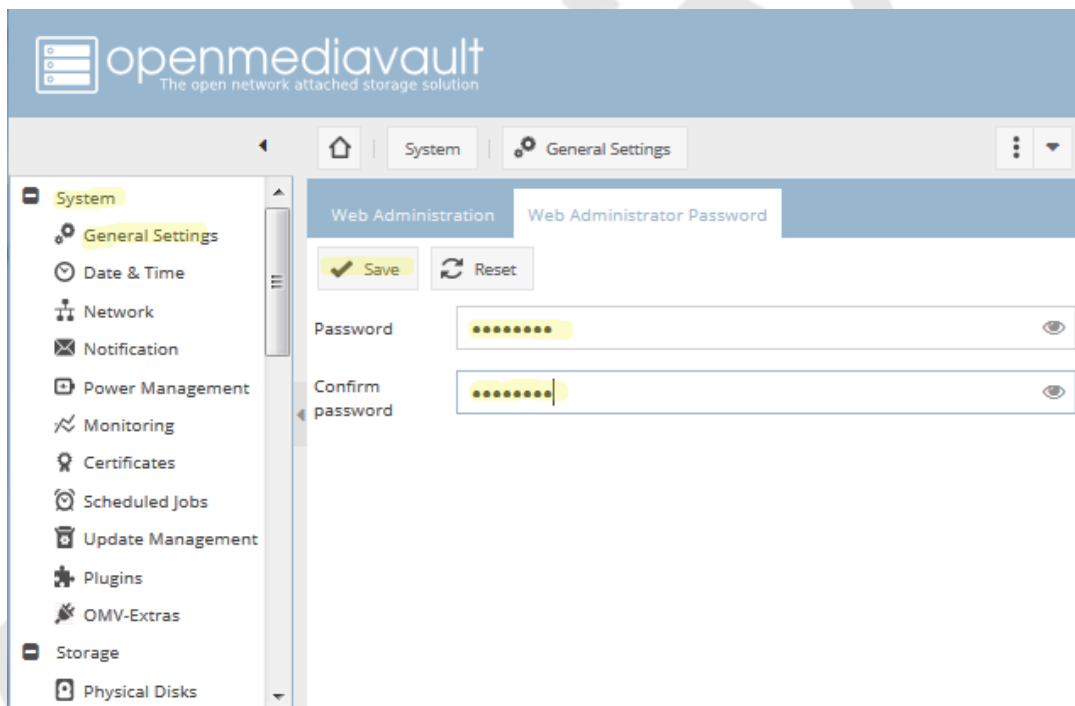 openmediavault
The open network attached storage solution
System
General Settings
System
General Settings
Date & Time
Network
Notification
Power Management
Monitoring
Certificates
Scheduled Jobs
Update Management
Plugins
OMV-Extras
Storage
Physical Disks
Web Administration
Web Administrator Password
Save
Reset
Password
••••••••
Confirm
password
••••••••